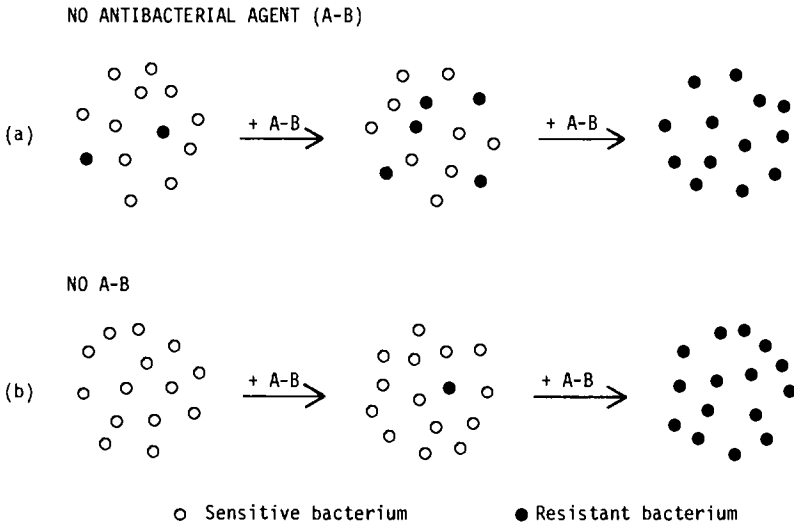 NO ANTIBACTERIAL AGENT (A-B)
(a)
+ A-B
+ A-B
NO A-B
(b)
+ A-B
+ A-B
Sensitive bacterium
Resistant bacterium